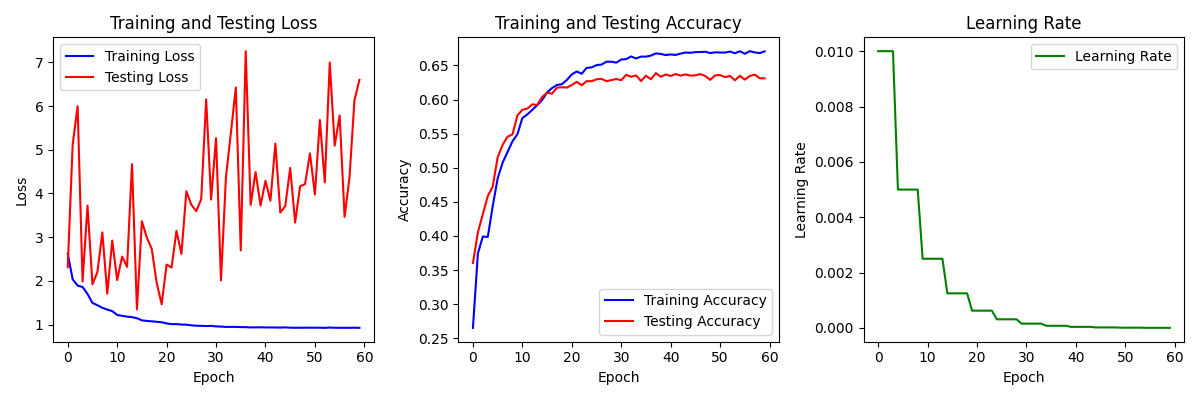 Training and Testing Loss
Training Loss
Testing Loss
7
6
5
4
3
2
1
0 10 20 30 40 50 60
Loss
Epoch
Training and Testing Accuracy
0.65
0.60
0.55
0.50
0.45
0.40
0.35
0.30
0.25
Training Accuracy
Testing Accuracy
0 10 20 30 40 50 60
Accuracy
Epoch
Learning Rate
Learning Rate
0.010
0.008
0.006
0.004
0.002
0.000
0 10 20 30 40 50 60
Learning Rate
Epoch